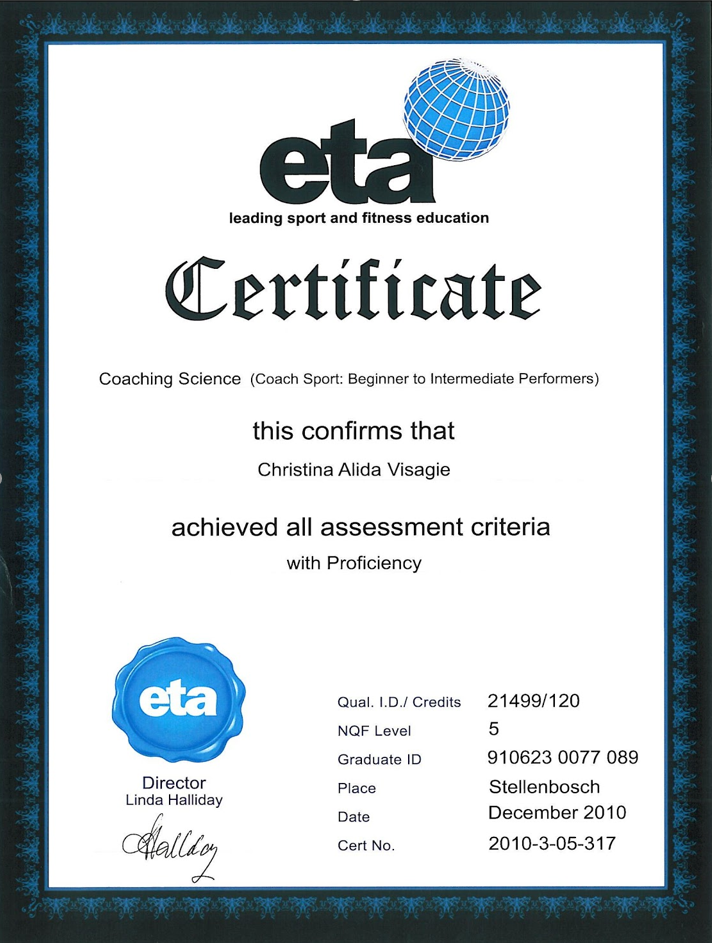 eta
leading sport and fitness education
Certificate
Coaching Science (Coach Sport: Beginner to Intermediate Performers)
this confirms that
Christina Alida Visagie
achieved all assessment criteria
with Proficiency
eta
Director
Linda Halliday
Qual. I.D./ Credits 21499/120
NQF Level 5
Graduate ID 910623 0077 089
Place Stellenbosch
Date December 2010
Cert No. 2010-3-05-317